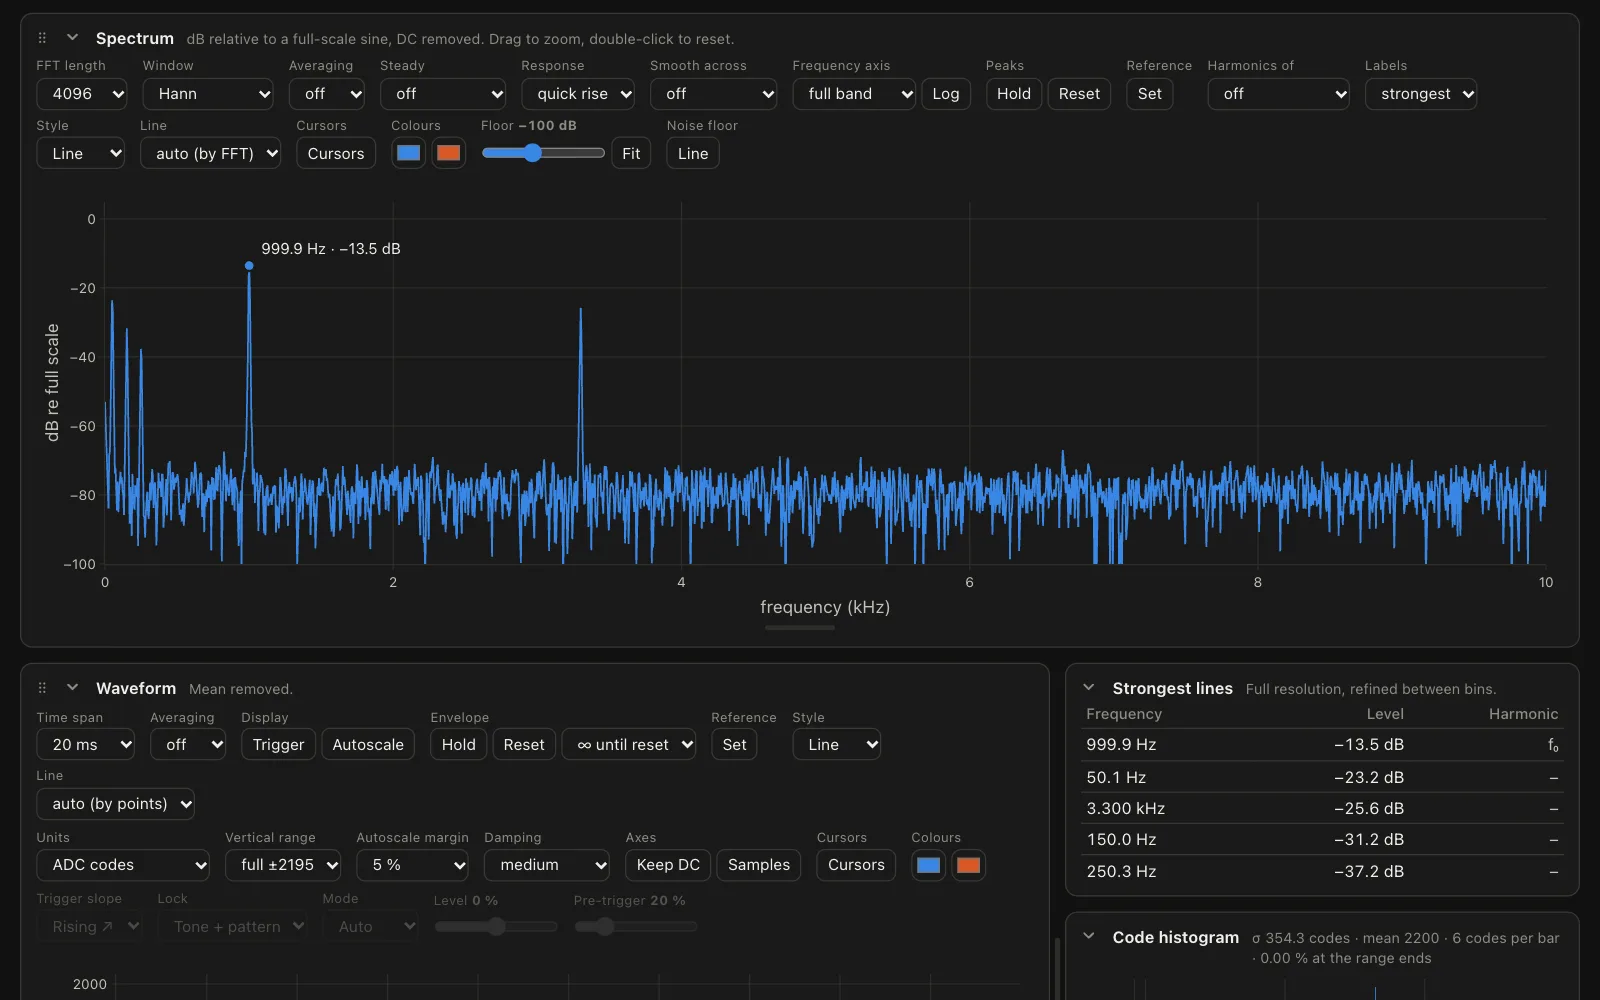 Spectrum dB relative to a full-scale sine, DC removed. Drag to zoom, double-click to reset.
FFT length Window Averaging Steady Response Smooth across Frequency axis Peaks Reference Harmonics of Labels
4096 Hann off off quick rise off full band Log Hold Reset Set off strongest
Style Line Cursors Colours Floor −100 dB Noise floor
Line auto (by FFT) Cursors Fit Line
999.9 Hz · −13.5 dB
0
−20
−40
−60
−80
−100
dB re full scale
0 2 4 6 8 10
frequency (kHz)
Waveform Mean removed.
Time span Averaging Display Envelope Reference Style
20 ms off Trigger Autoscale Hold Reset ∞ until reset Set Line
Line
auto (by points)
Units Vertical range Autoscale margin Damping Axes Cursors Colours
ADC codes full ±2195 5 % medium Keep DC Samples Cursors
Trigger slope Lock Mode Level 0 % Pre-trigger 20 %
Rising ↗ Tone + pattern Auto
2000
Strongest lines Full resolution, refined between bins.
Frequency Level Harmonic
999.9 Hz −13.5 dB f₀
50.1 Hz −23.2 dB –
3.300 kHz −25.6 dB –
150.0 Hz −31.2 dB –
250.3 Hz −37.2 dB –
Code histogram σ 354.3 codes · mean 2200 · 6 codes per bar
· 0.00 % at the range ends